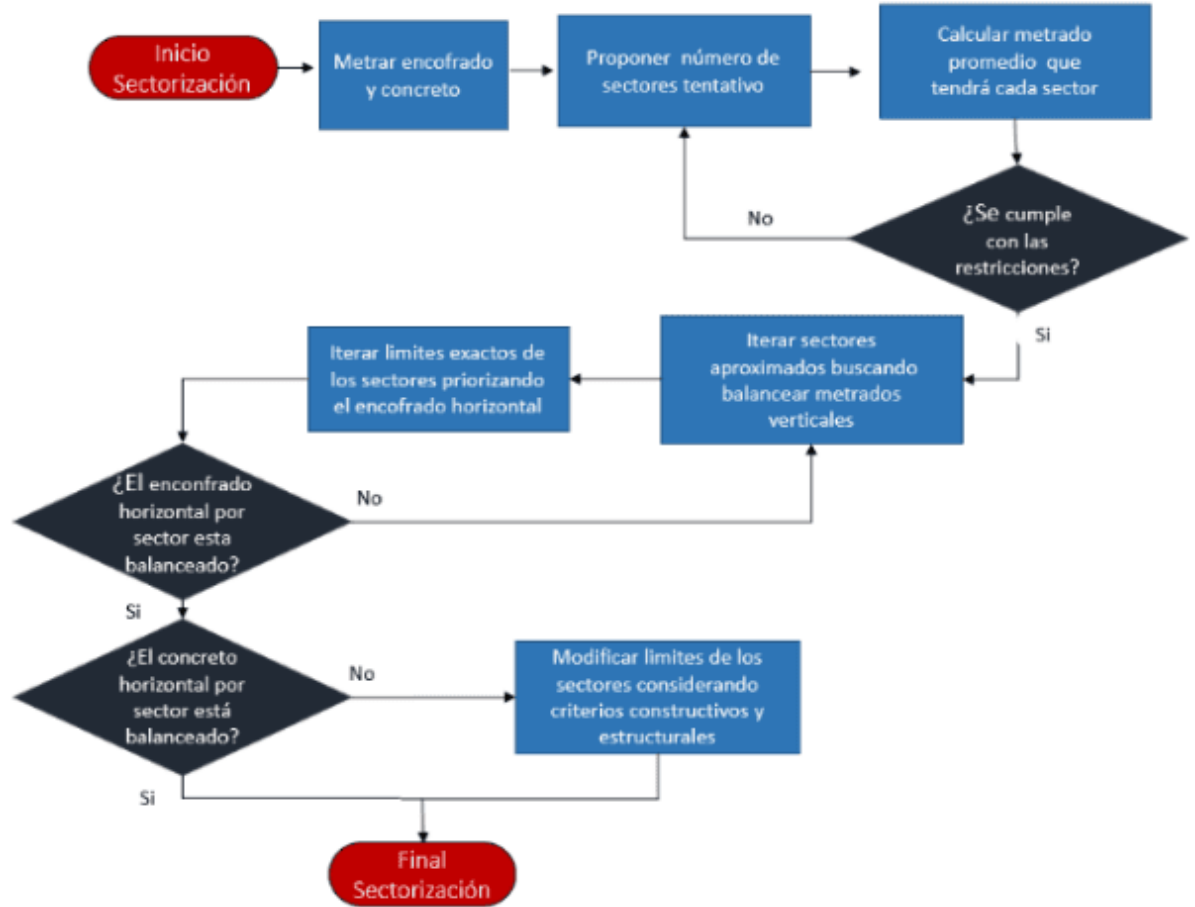 Inicio
Sectorización
Metrar encofrado
y concreto
Proponer número de
sectores tentativo
Calcular metrado
promedio que
tendrá cada sector
¿Se cumple
con las
restricciones?
No
Si
Iterar sectores
aproximados buscando
balancear metrados
verticales
Iterar limites exactos de
los sectores priorizando
el encofrado horizontal
¿El enconfrado
horizontal por
sector esta
balanceado?
No
Si
¿El concreto
horizontal por
sector está
balanceado?
No
Modificar limites de los
sectores considerando
criterios constructivos y
estructurales
Si
Final
Sectorización